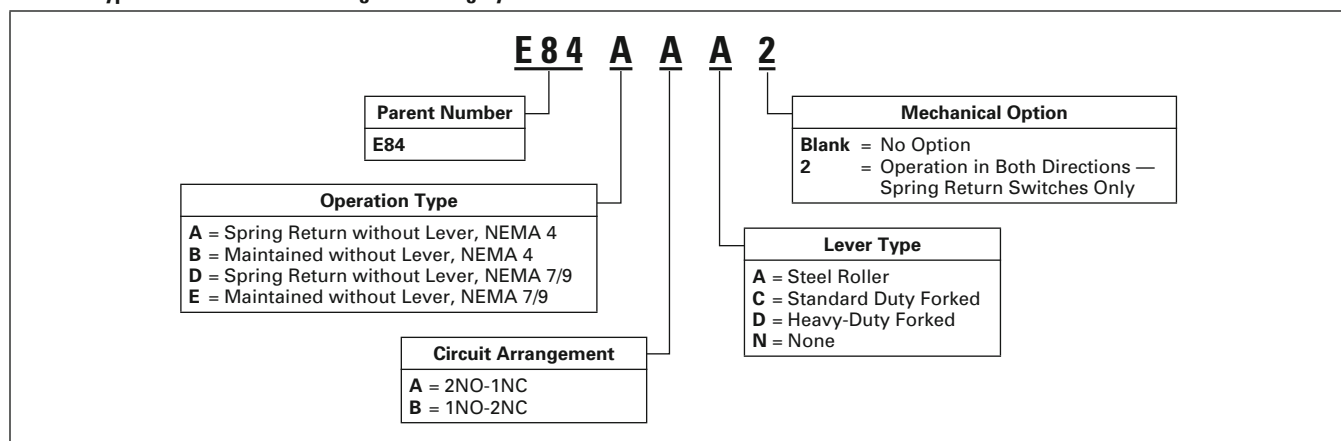 E84 A A A 2
Parent Number
E84
Operation Type
A = Spring Return without Lever, NEMA 4
B = Maintained without Lever, NEMA 4
D = Spring Return without Lever, NEMA 7/9
E = Maintained without Lever, NEMA 7/9
Circuit Arrangement
A = 2NO-1NC
B = 1NO-2NC
Mechanical Option
Blank = No Option
2 = Operation in Both Directions —
Spring Return Switches Only
Lever Type
A = Steel Roller
C = Standard Duty Forked
D = Heavy-Duty Forked
N = None